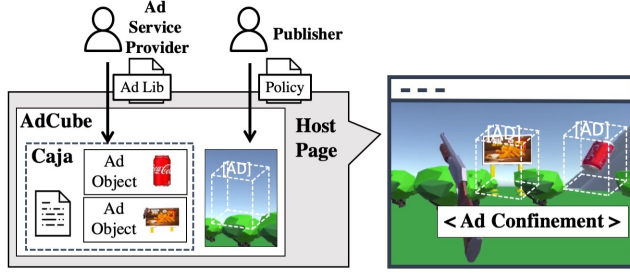 Ad
Service
Provider
Publisher
Ad Lib
Policy
AdCube
Host
Page
Caja
Ad
Object
Ad
Object
[AD]
[AD]
[AD]
< Ad Confinement >